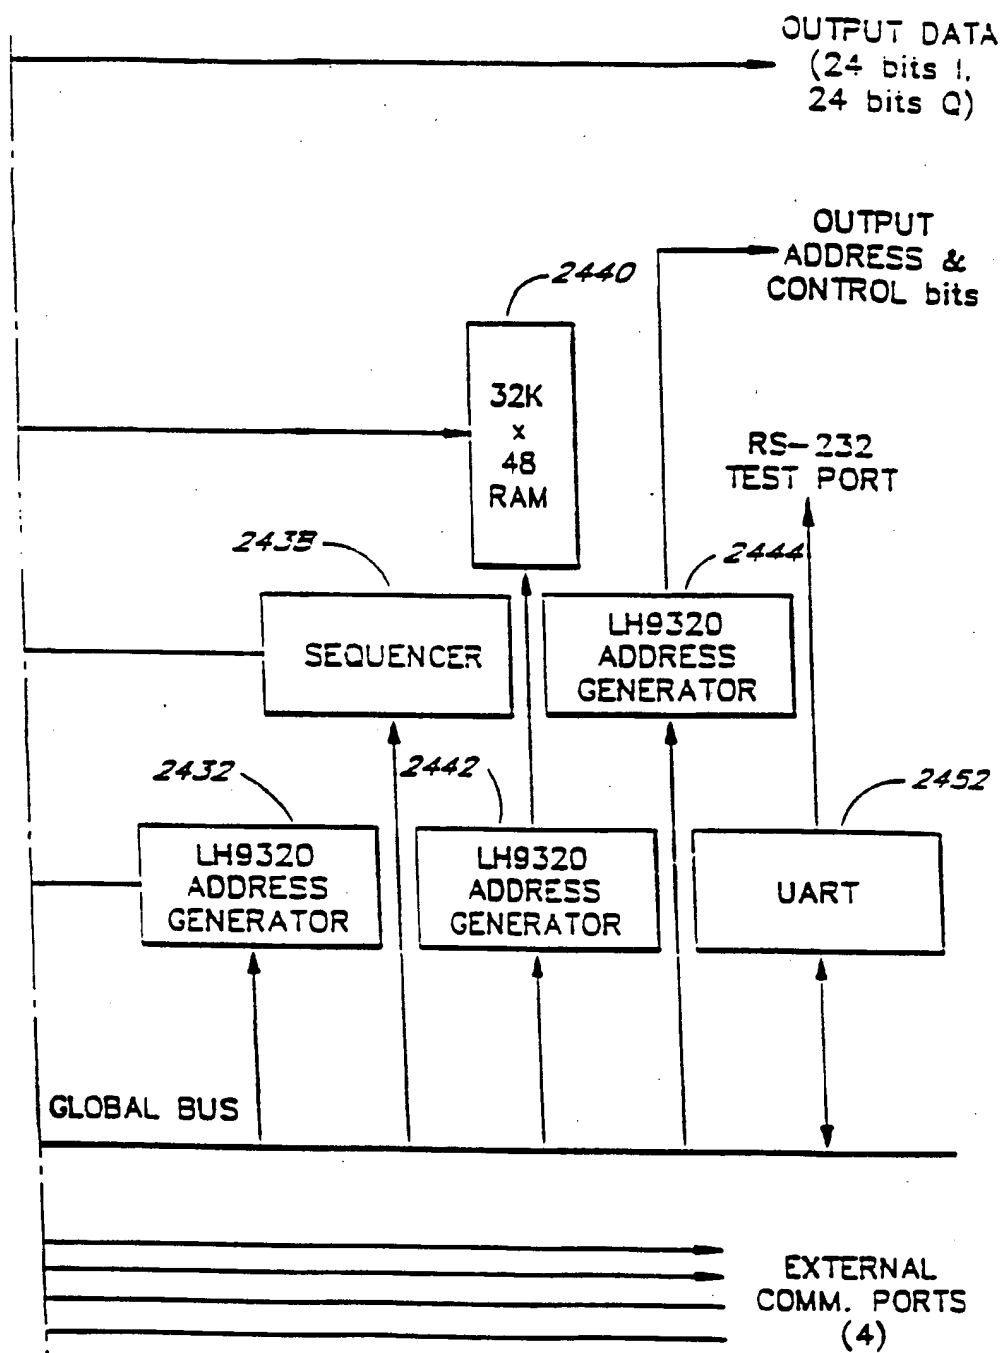 OUTPUT DATA
(24 bits I,
24 bits Q)
OUTPUT
ADDRESS &
CONTROL bits
2440
32K
x
48
RAM
RS-232
TEST PORT
2438
2444
SEQUENCER
LH9320
ADDRESS
GENERATOR
2432
2442
2452
LH9320
ADDRESS
GENERATOR
LH9320
ADDRESS
GENERATOR
UART
GLOBAL BUS
EXTERNAL
COMM. PORTS
(4)